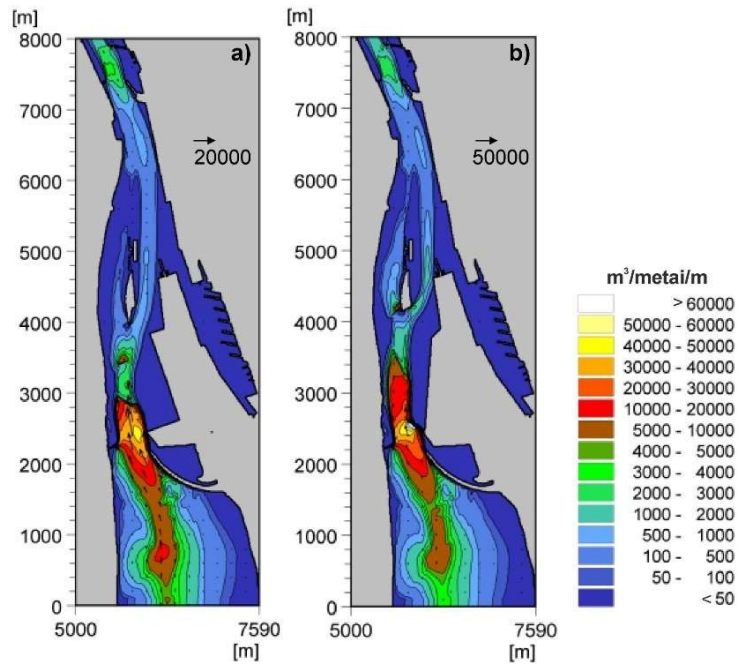 [m]
8000
7000
6000
5000
4000
3000
2000
1000
0
5000
7590
[m]
a)
20000
[m]
8000
7000
6000
5000
4000
3000
2000
1000
0
5000
7590
[m]
b)
50000
m³/metai/m
> 60000
50000 - 60000
40000 - 50000
30000 - 40000
20000 - 30000
10000 - 20000
5000 - 10000
4000 - 5000
3000 - 4000
2000 - 3000
1000 - 2000
500 - 1000
100 - 500
50 - 100
< 50